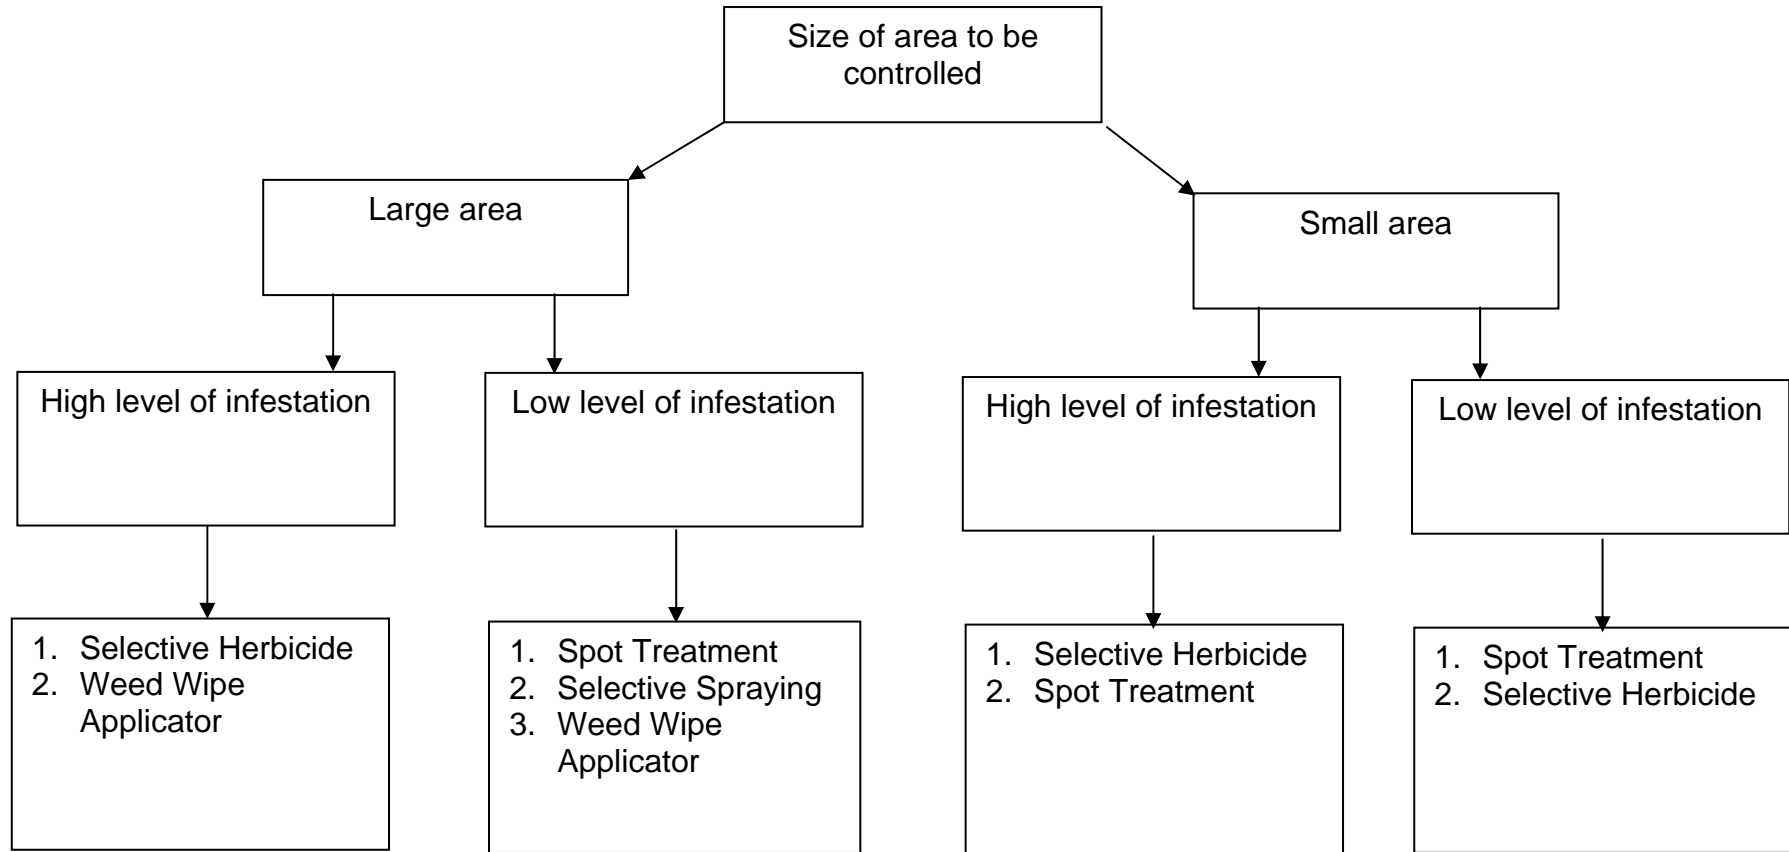 Size of area to be
controlled
Large area
Small area
High level of infestation
Low level of infestation
High level of infestation
Low level of infestation
1. Selective Herbicide
2. Weed Wipe
Applicator
1. Spot Treatment
2. Selective Spraying
3. Weed Wipe
Applicator
1. Selective Herbicide
2. Spot Treatment
1. Spot Treatment
2. Selective Herbicide